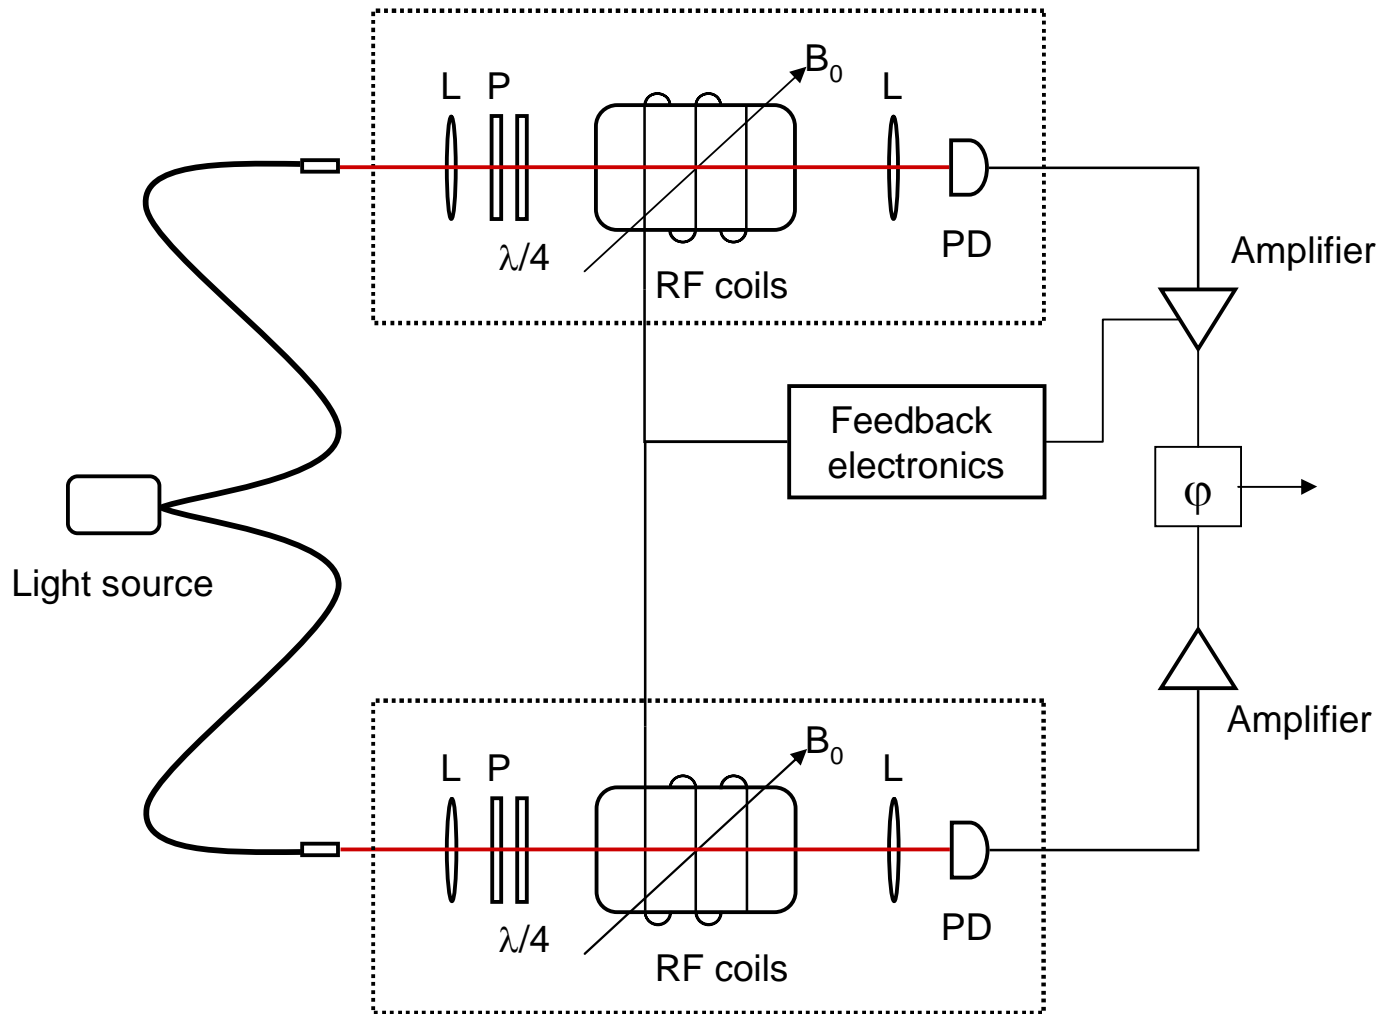 B₀
L P L
λ/4
PD
RF coils
Amplifier
Feedback
electronics
φ
Light source
Amplifier
B₀
L P L
λ/4
PD
RF coils